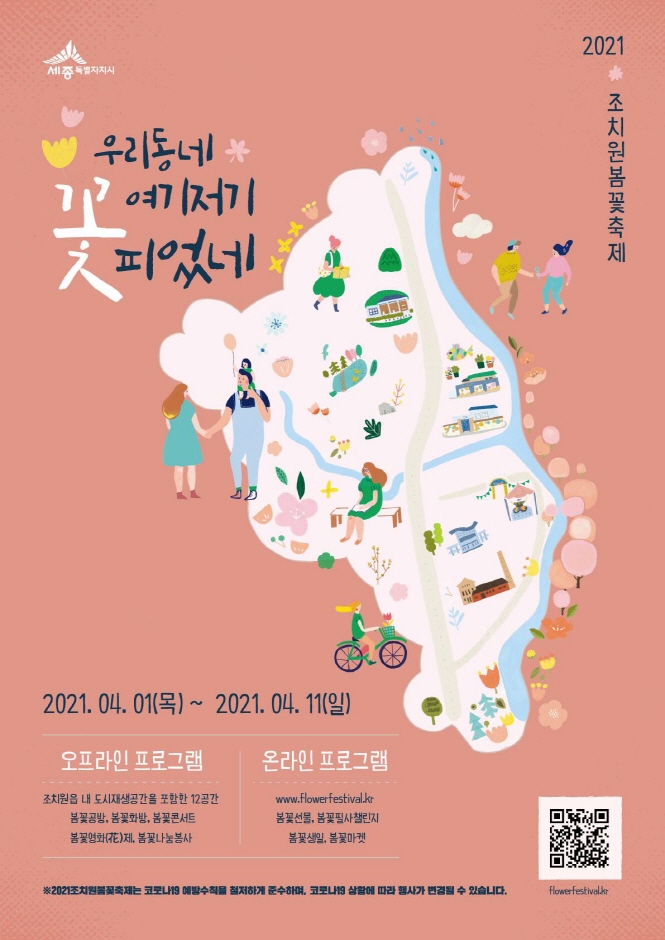 세종특별자치시
2021
조치원봄꽃축제
우리동네
꽃 여기저기
피었네
2021. 04. 01(목) ~ 2021. 04. 11(일)
오프라인 프로그램
조치원읍 내 도시재생공간을 포함한 12공간
봄꽃공방, 봄꽃화방, 봄꽃콘서트
봄꽃영화(花)제, 봄꽃나눔봉사
온라인 프로그램
www.flowerfestival.kr
봄꽃선물, 봄꽃필사챌린지
봄꽃생일, 봄꽃마켓
flowerfestival.kr
※2021조치원봄꽃축제는 코로나19 예방수칙을 철저하게 준수하며, 코로나19 상황에 따라 행사가 변경될 수 있습니다.